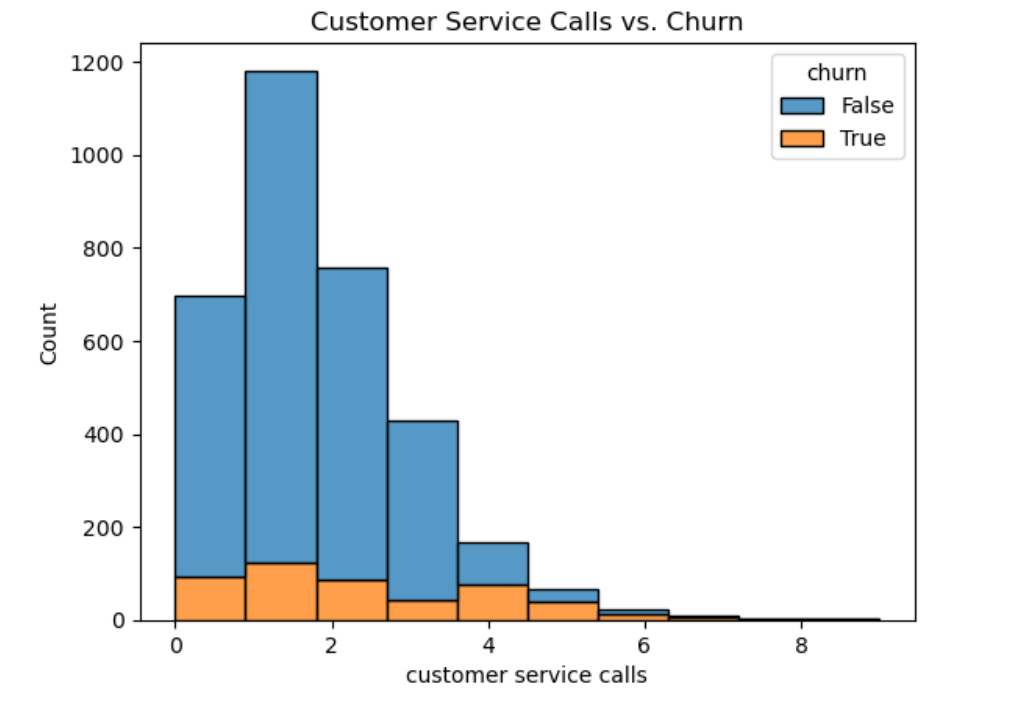 Customer Service Calls vs. Churn
1200
1000
800
600
400
200
0
Count
churn
False
True
0 2 4 6 8
customer service calls